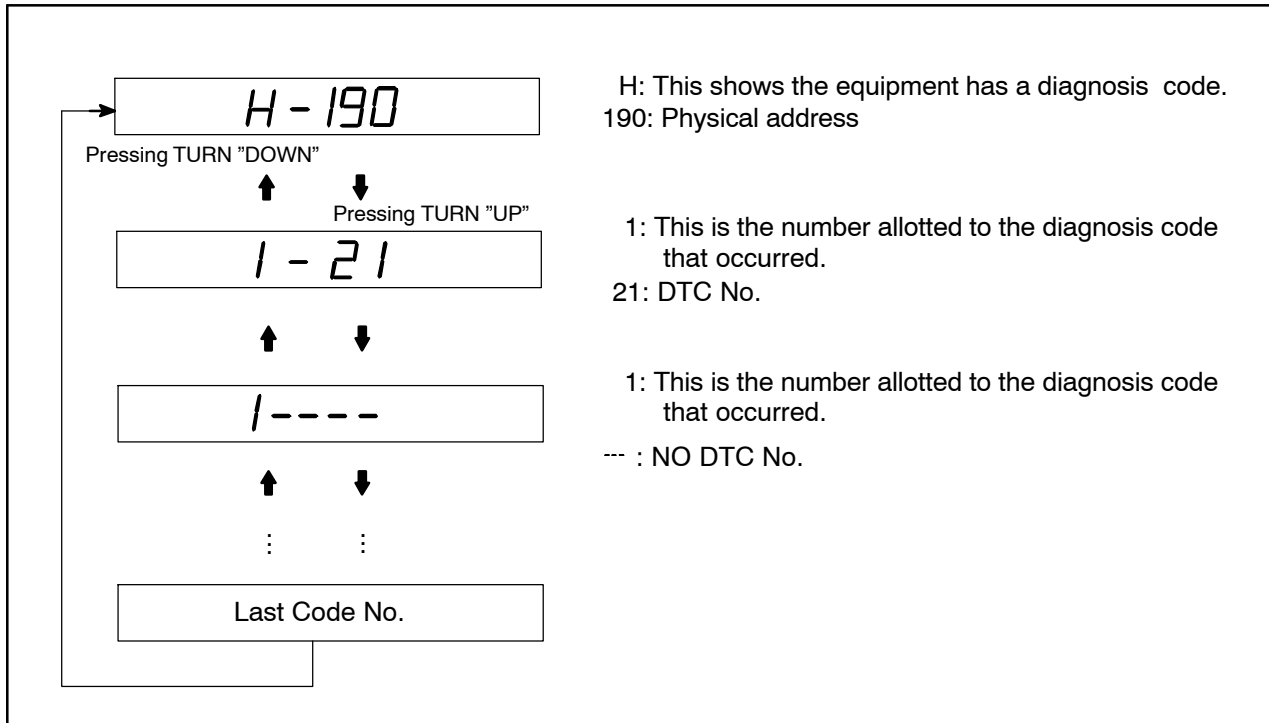 H-190
H: This shows the equipment has a diagnosis code.
190: Physical address
Pressing TURN ”DOWN”
Pressing TURN ”UP”
1-21
1: This is the number allotted to the diagnosis code
that occurred.
21: DTC No.
1----
1: This is the number allotted to the diagnosis code
that occurred.
--- : NO DTC No.
Last Code No.